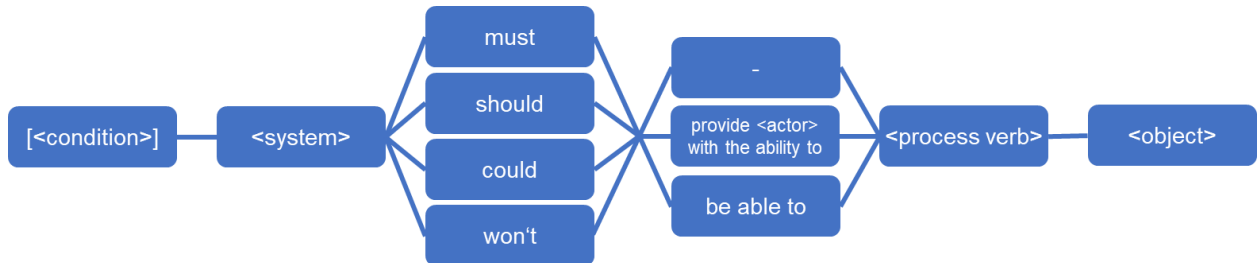 [<condition>]
<system>
must
should
could
won‘t
-
provide <actor>
with the ability to
be able to
<process verb>
<object>